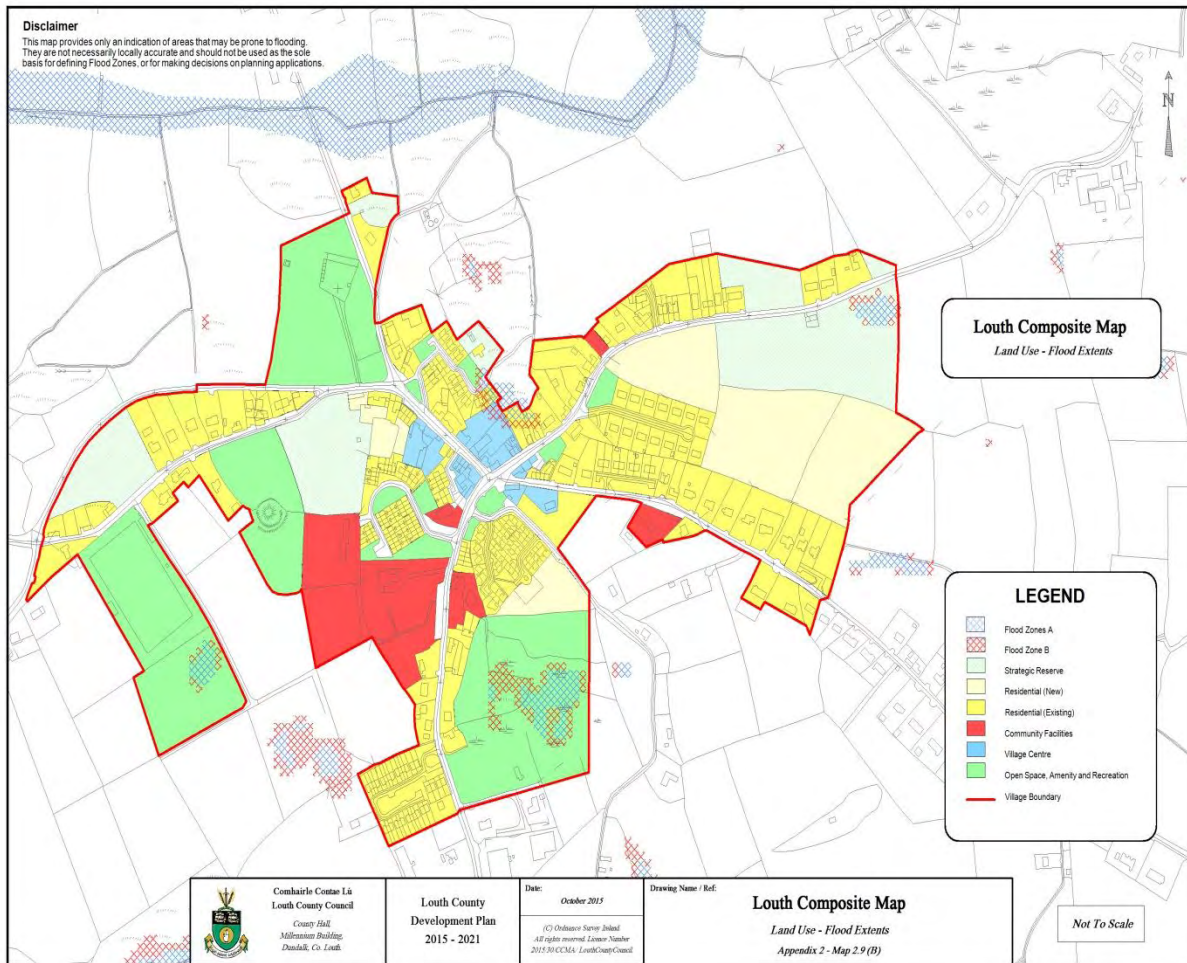 Disclaimer
This map provides only an indication of areas that may be prone to flooding.
They are not necessarily locally accurate and should not be used as the sole
basis for defining Flood Zones, or for making decisions on planning applications.
N
Louth Composite Map
Land Use - Flood Extents
LEGEND
Flood Zones A
Flood Zone B
Strategic Reserve
Residential (New)
Residential (Existing)
Community Facilities
Village Centre
Open Space, Amenity and Recreation
Village Boundary
Comhairle Contae Lú
Louth County Council
County Hall,
Millennium Building,
Dundalk, Co. Louth.
Louth County
Development Plan
2015 - 2021
Date:
October 2015
(C) Ordnance Survey Ireland
All rights reserved. Licence Number
2015/30/CCMA/ LouthCountyCouncil
Drawing Name / Ref:
Louth Composite Map
Land Use - Flood Extents
Appendix 2 - Map 2.9 (B)
Not To Scale